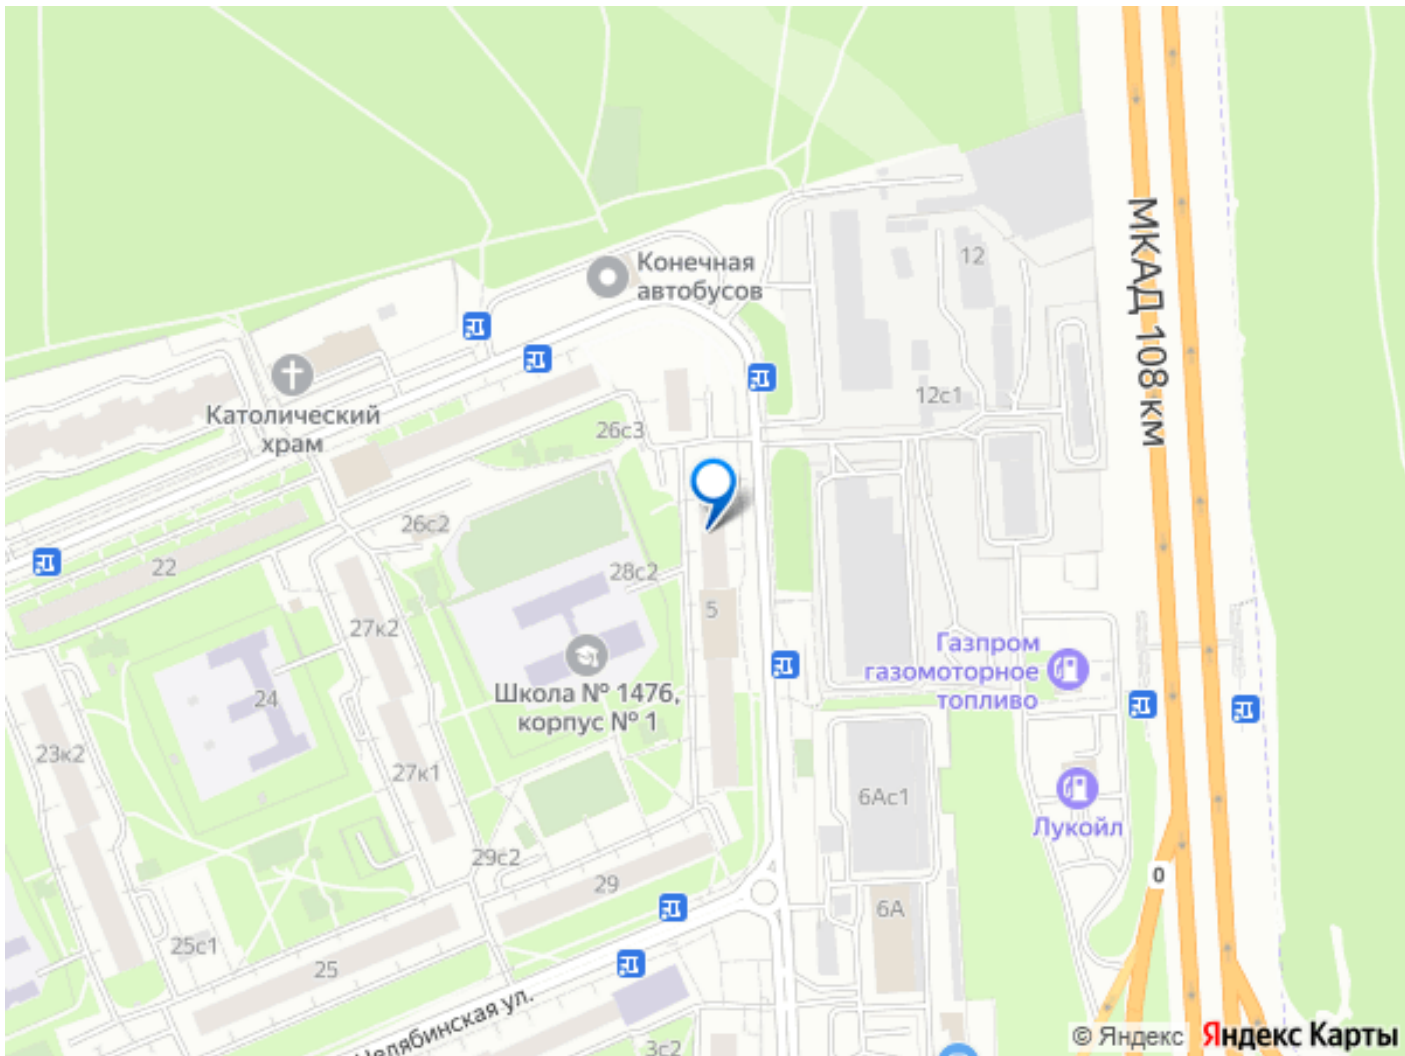 Конечная
автобусов
12
МКАД 108 км
Католический
храм
12с1
26с3
26с2
22
28с2
27к2
5
Газпром
газомоторное
топливо
Школа № 1476,
корпус № 1
24
23к2
27к1
6Ас1
Лукойл
29с2
29
0
6А
25с1
25
Челябинская ул.
3с2
© Яндекс Яндекс Карты